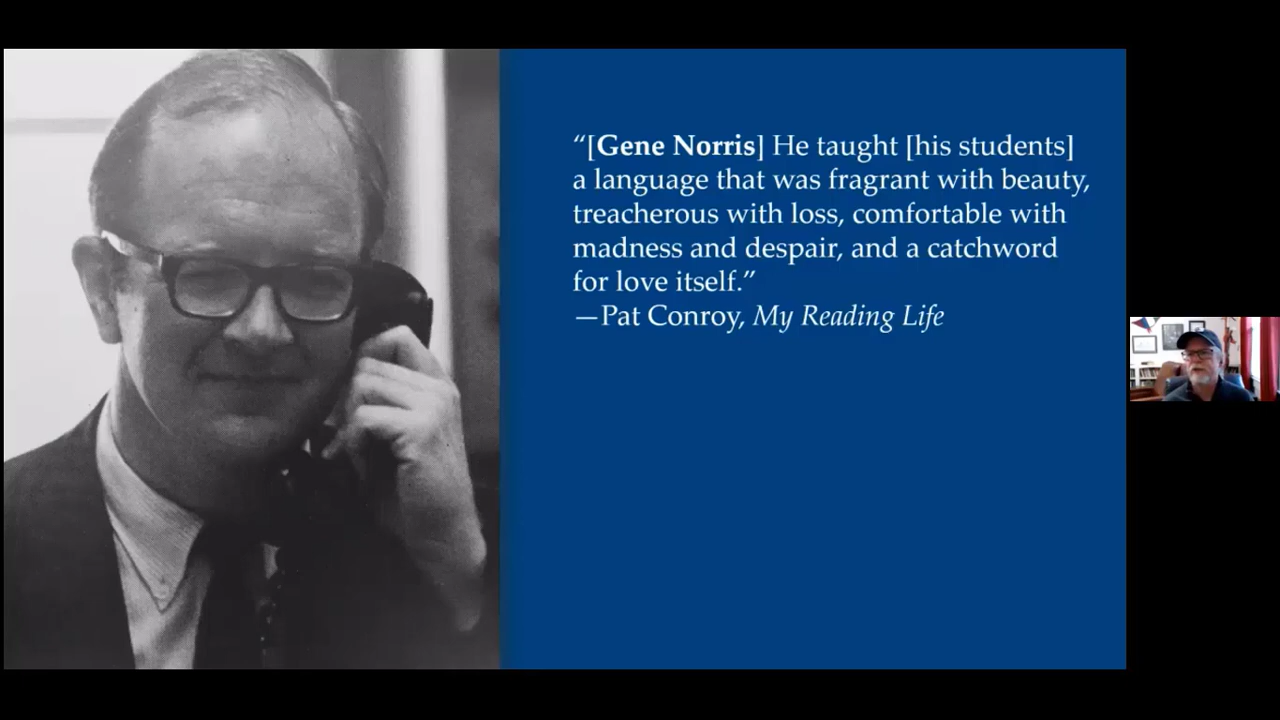 “[Gene Norris] He taught [his students]
a language that was fragrant with beauty,
treacherous with loss, comfortable with
madness and despair, and a catchword
for love itself.”
—Pat Conroy, My Reading Life